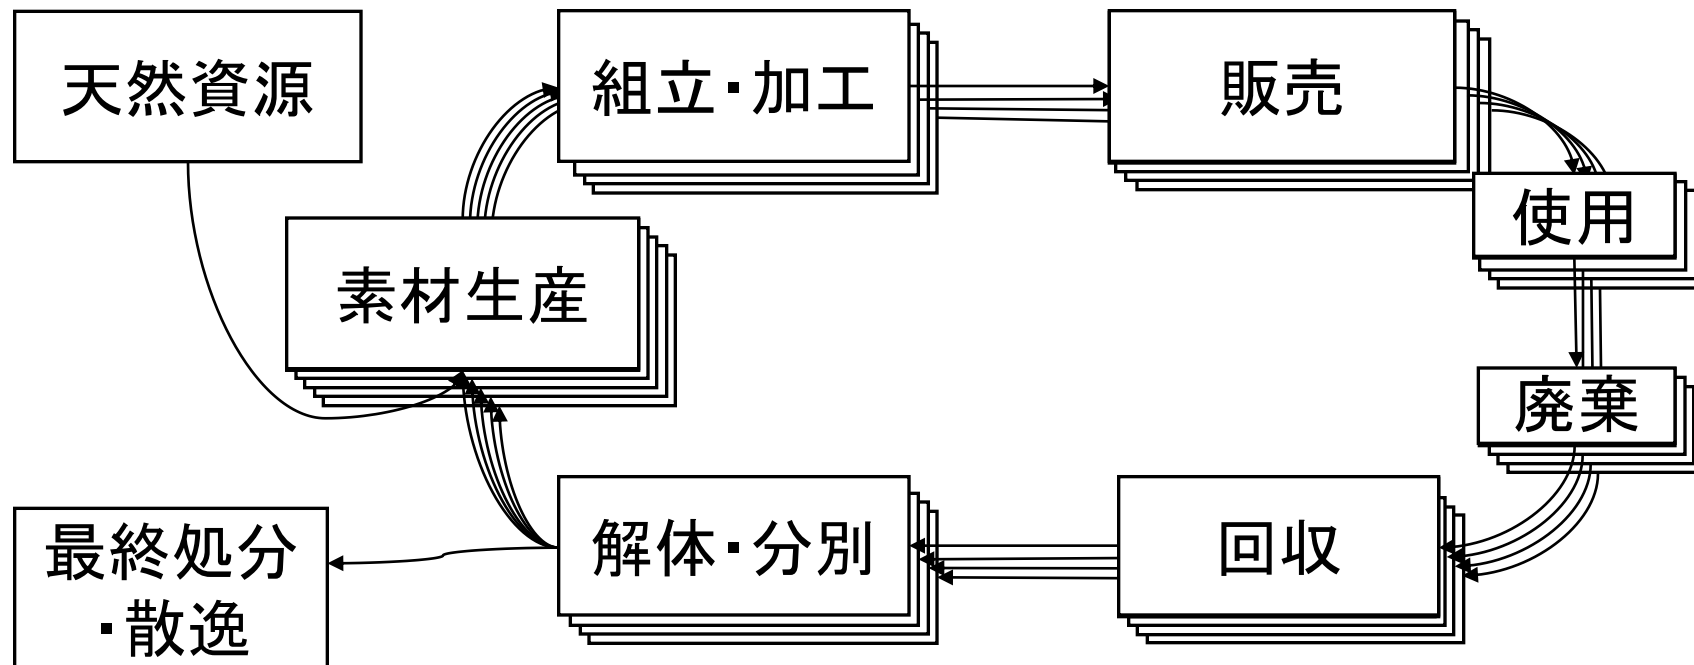 天然資源
組立・加工
販売
使用
素材生産
廃棄
最終処分
・散逸
解体・分別
回収